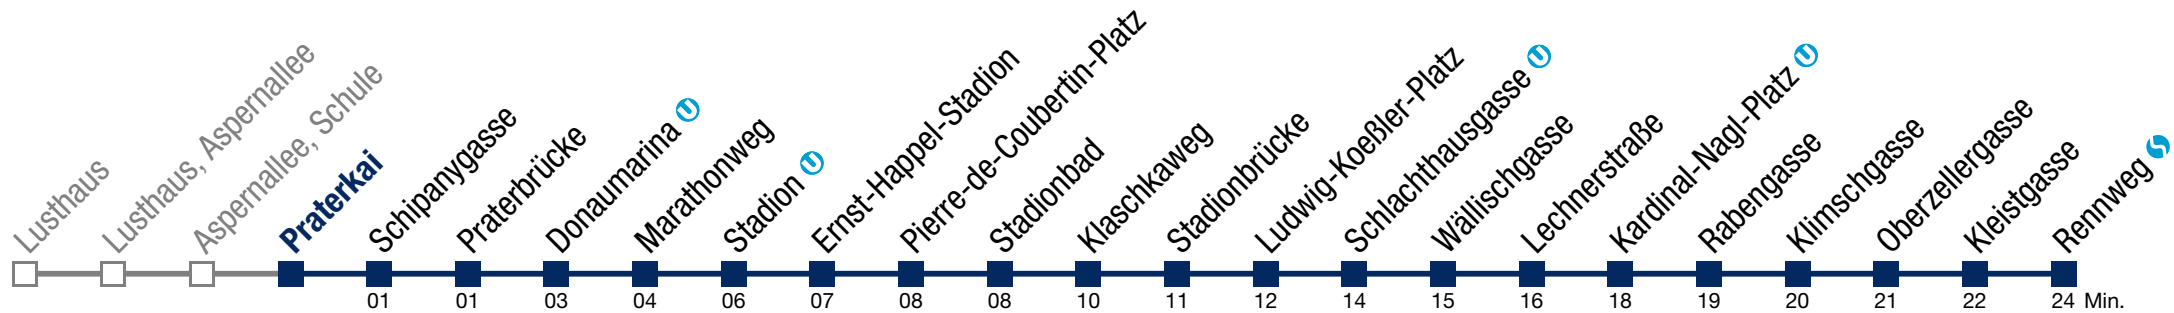 Lusthaus
Lusthaus, Aspernallee
Aspernallee, Schule
Praterkai
Schipanygasse
Praterbrücke
Donaumarina U
Marathonweg
Stadion U
Ernst-Happel-Stadion
Pierre-de-Coubertin-Platz
Stadionbad
Klaschkaweg
Stadionbrücke
Ludwig-Koeßler-Platz
Schlachthausgasse U
Wällischgasse
Lechnerstraße
Kardinal-Nagl-Platz U
Rabengasse
Klimschgasse
Oberzellergasse
Kleistgasse
Rennweg S
01 01 03 04 06 07 08 08 10 11 12 14 15 16 18 19 20 21 22 24 Min.